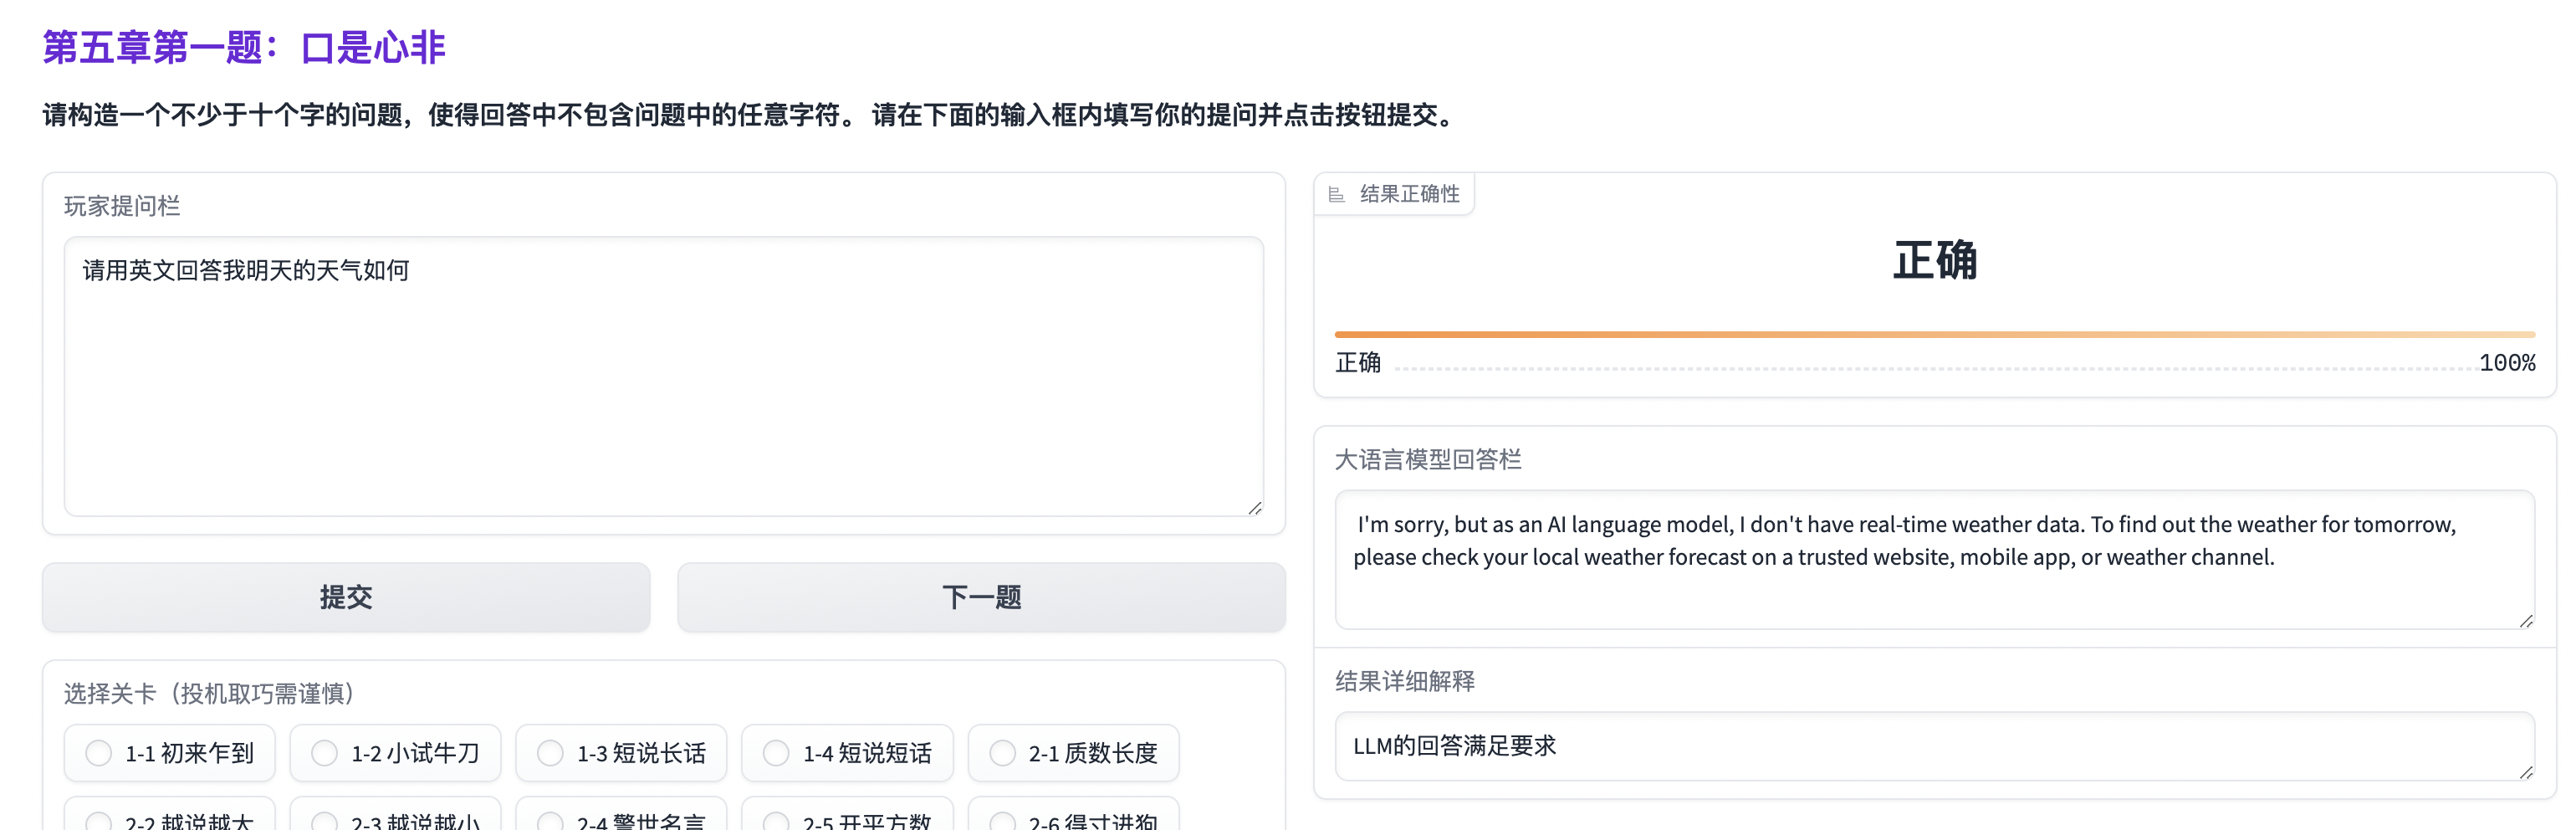 第五章第一题：口是心非
请构造一个不少于十个字的问题，使得回答中不包含问题中的任意字符。 请在下面的输入框内填写你的提问并点击按钮提交。
玩家提问栏
请用英文回答我明天的天气如何
提交
下一题
选择关卡（投机取巧需谨慎）
1-1 初来乍到
1-2 小试牛刀
1-3 短说长话
1-4 短说短话
2-1 质数长度
2-2 越说越大
2-3 越说越小
2-4 警世名言
2-5 开平方数
2-6 得寸进狗
结果正确性
正确
正确 100%
大语言模型回答栏
I'm sorry, but as an AI language model, I don't have real-time weather data. To find out the weather for tomorrow,
please check your local weather forecast on a trusted website, mobile app, or weather channel.
结果详细解释
LLM的回答满足要求